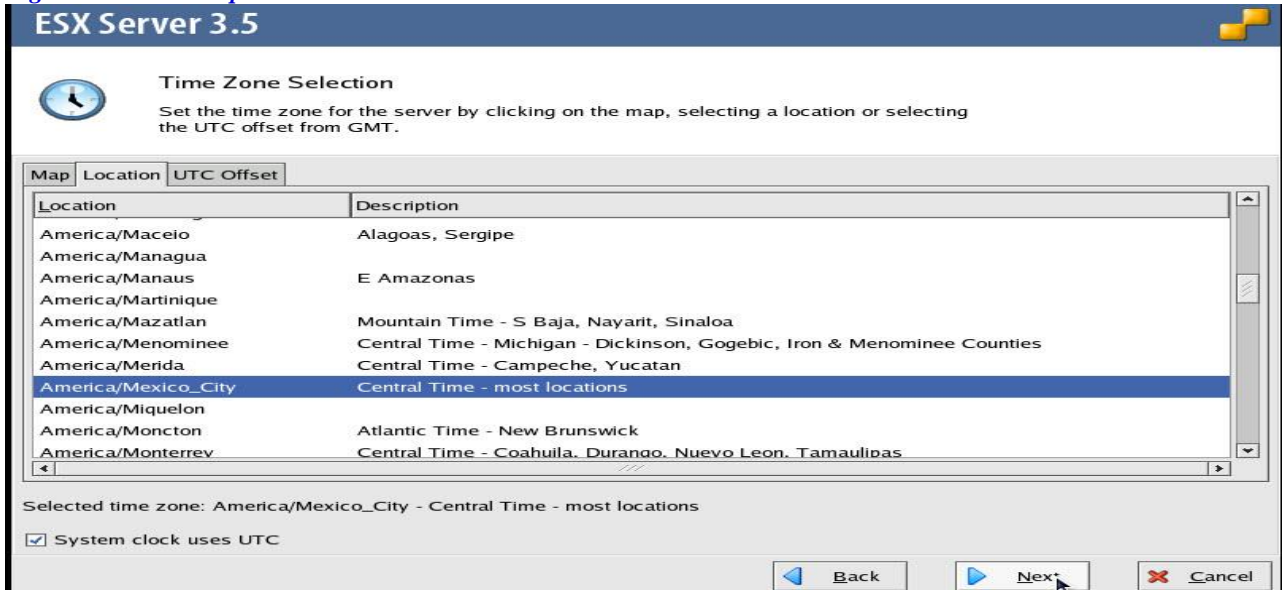 ESX Server 3.5
Time Zone Selection
Set the time zone for the server by clicking on the map, selecting a location or selecting
the UTC offset from GMT.
Map Location UTC Offset
Location Description
America/Maceio Alagoas, Sergipe
America/Managua
America/Manaus E Amazonas
America/Martinique
America/Mazatlan Mountain Time - S Baja, Nayarit, Sinaloa
America/Menominee Central Time - Michigan - Dickinson, Gogebic, Iron & Menominee Counties
America/Merida Central Time - Campeche, Yucatan
America/Mexico_City Central Time - most locations
America/Miquelon
America/Moncton Atlantic Time - New Brunswick
America/Monterrey Central Time - Coahuila, Durango, Nuevo Leon, Tamaulipas
Selected time zone: America/Mexico_City - Central Time - most locations
System clock uses UTC
Back Next Cancel